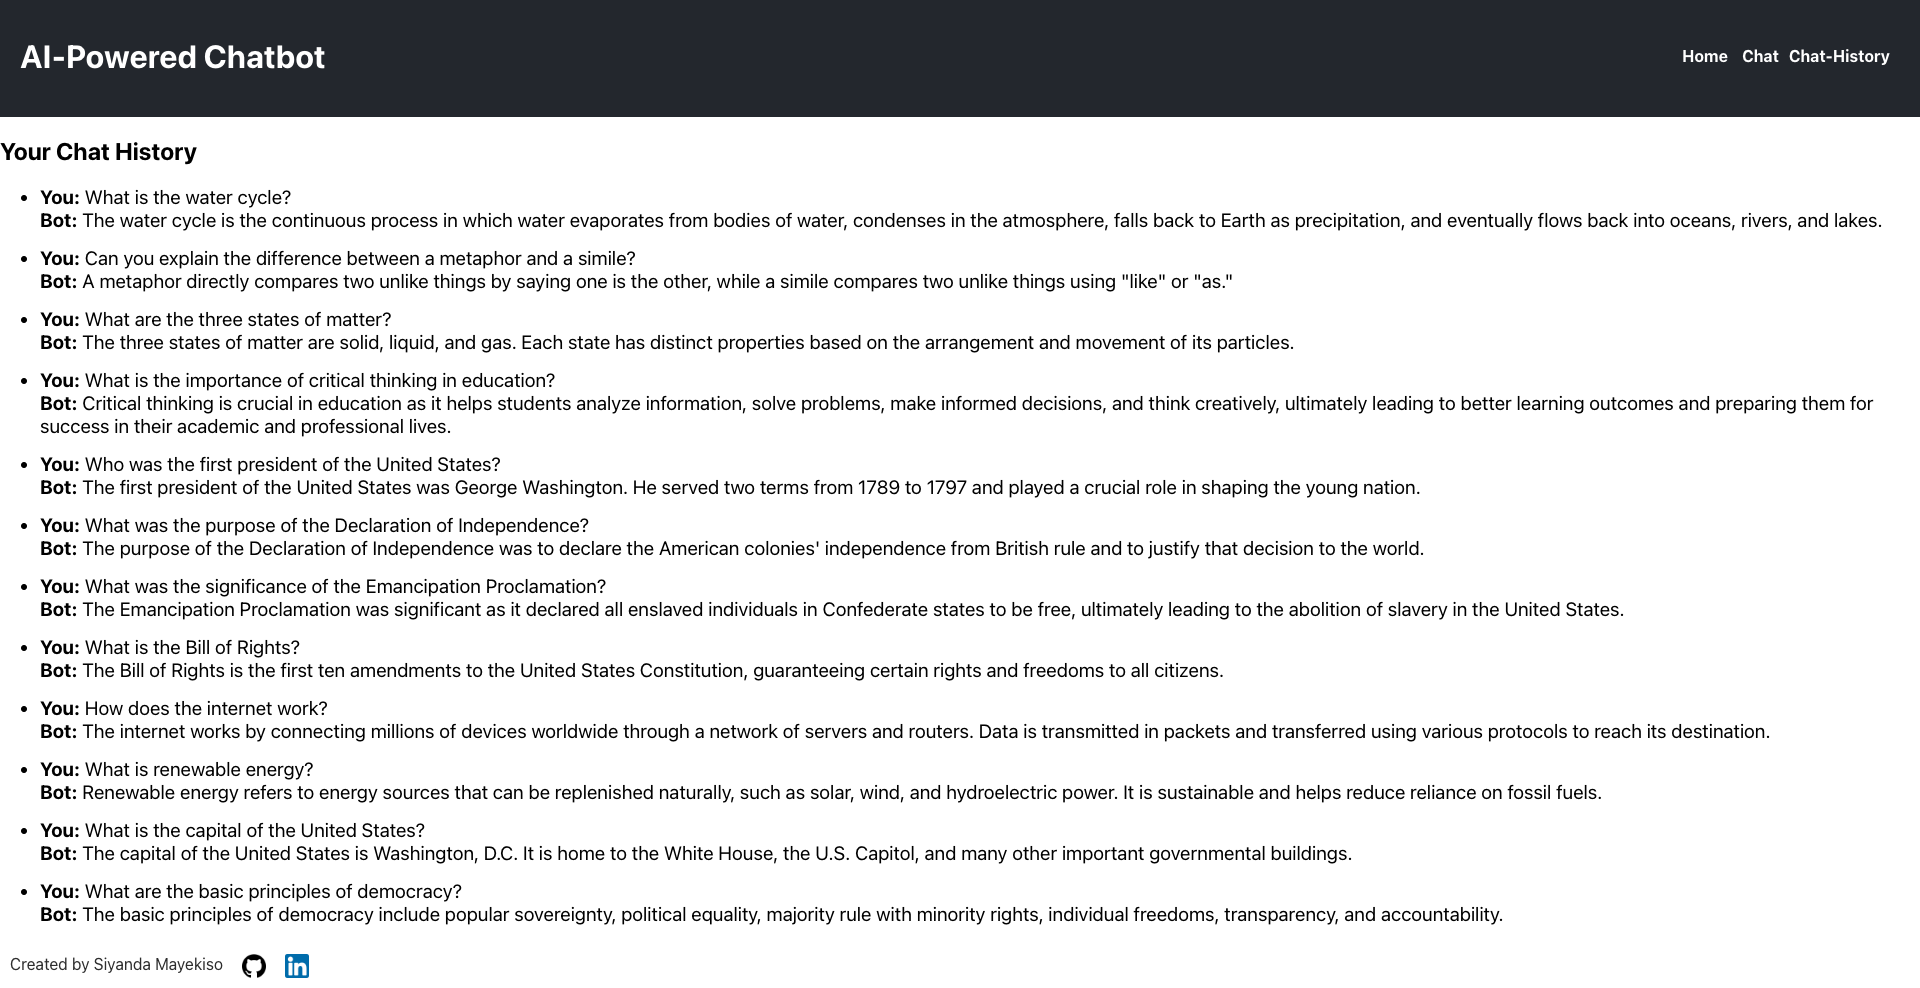 AI-Powered Chatbot
Home Chat Chat-History
Your Chat History
You: What is the water cycle?
Bot: The water cycle is the continuous process in which water evaporates from bodies of water, condenses in the atmosphere, falls back to Earth as precipitation, and eventually flows back into oceans, rivers, and lakes.
You: Can you explain the difference between a metaphor and a simile?
Bot: A metaphor directly compares two unlike things by saying one is the other, while a simile compares two unlike things using "like" or "as."
You: What are the three states of matter?
Bot: The three states of matter are solid, liquid, and gas. Each state has distinct properties based on the arrangement and movement of its particles.
You: What is the importance of critical thinking in education?
Bot: Critical thinking is crucial in education as it helps students analyze information, solve problems, make informed decisions, and think creatively, ultimately leading to better learning outcomes and preparing them for
success in their academic and professional lives.
You: Who was the first president of the United States?
Bot: The first president of the United States was George Washington. He served two terms from 1789 to 1797 and played a crucial role in shaping the young nation.
You: What was the purpose of the Declaration of Independence?
Bot: The purpose of the Declaration of Independence was to declare the American colonies' independence from British rule and to justify that decision to the world.
You: What was the significance of the Emancipation Proclamation?
Bot: The Emancipation Proclamation was significant as it declared all enslaved individuals in Confederate states to be free, ultimately leading to the abolition of slavery in the United States.
You: What is the Bill of Rights?
Bot: The Bill of Rights is the first ten amendments to the United States Constitution, guaranteeing certain rights and freedoms to all citizens.
You: How does the internet work?
Bot: The internet works by connecting millions of devices worldwide through a network of servers and routers. Data is transmitted in packets and transferred using various protocols to reach its destination.
You: What is renewable energy?
Bot: Renewable energy refers to energy sources that can be replenished naturally, such as solar, wind, and hydroelectric power. It is sustainable and helps reduce reliance on fossil fuels.
You: What is the capital of the United States?
Bot: The capital of the United States is Washington, D.C. It is home to the White House, the U.S. Capitol, and many other important governmental buildings.
You: What are the basic principles of democracy?
Bot: The basic principles of democracy include popular sovereignty, political equality, majority rule with minority rights, individual freedoms, transparency, and accountability.
Created by Siyanda Mayekiso in